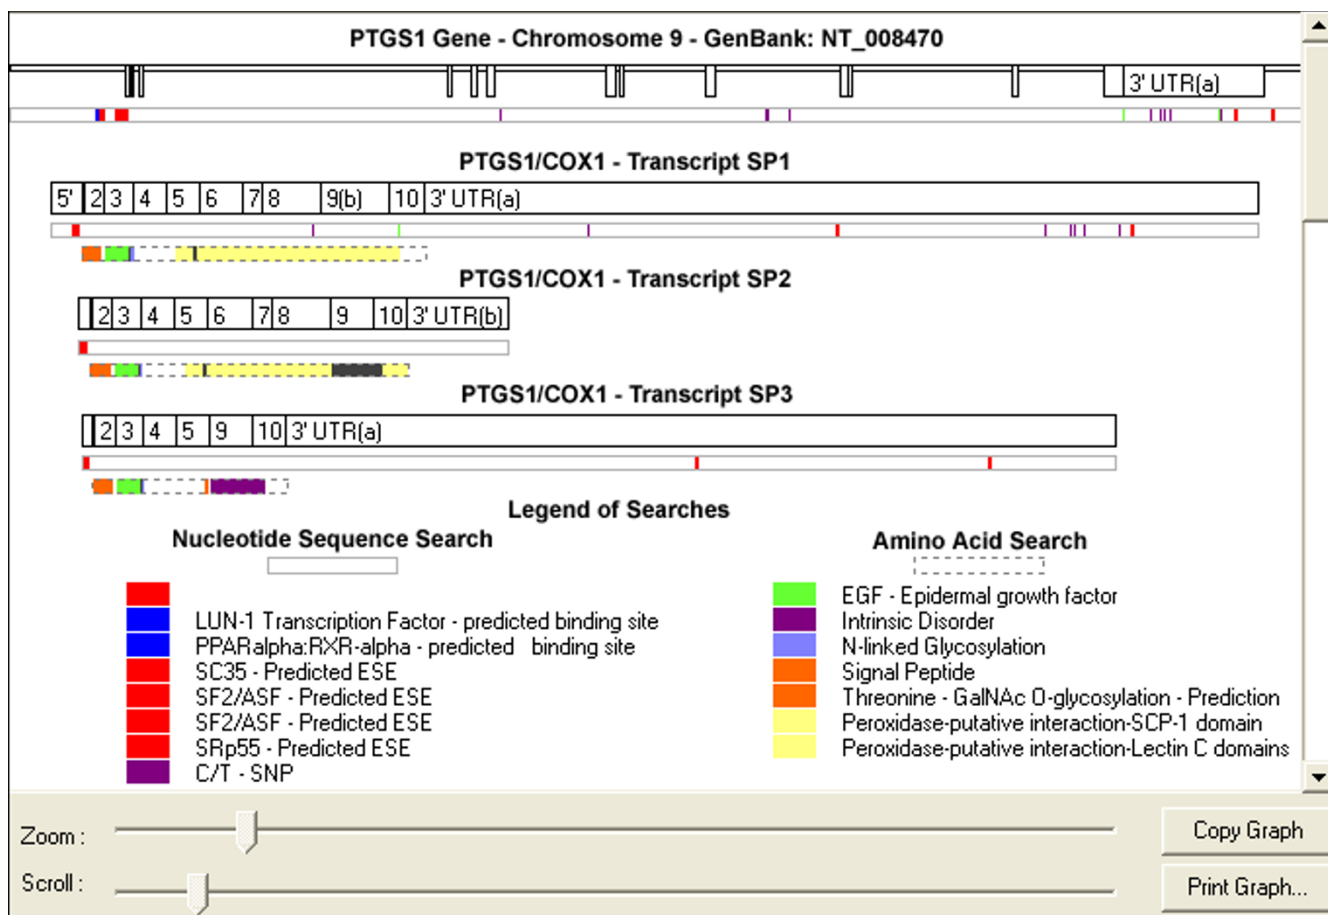 PTGS1 Gene - Chromosome 9 - GenBank: NT_008470
3' UTR(a)
PTGS1/COX1 - Transcript SP1
5' 2 3 4 5 6 7 8 9(b) 10 3' UTR(a)
PTGS1/COX1 - Transcript SP2
2 3 4 5 6 7 8 9 10 3' UTR(b)
PTGS1/COX1 - Transcript SP3
2 3 4 5 9 10 3' UTR(a)
Legend of Searches
Nucleotide Sequence Search
LUN-1 Transcription Factor - predicted binding site
PPARalpha:RXR-alpha - predicted binding site
SC35 - Predicted ESE
SF2/ASF - Predicted ESE
SF2/ASF - Predicted ESE
SRp55 - Predicted ESE
C/T - SNP
Amino Acid Search
EGF - Epidermal growth factor
Intrinsic Disorder
N-linked Glycosylation
Signal Peptide
Threonine - GalNAc O-glycosylation - Prediction
Peroxidase-putative interaction-SCP-1 domain
Peroxidase-putative interaction-Lectin C domains
Zoom :
Copy Graph
Scroll :
Print Graph...